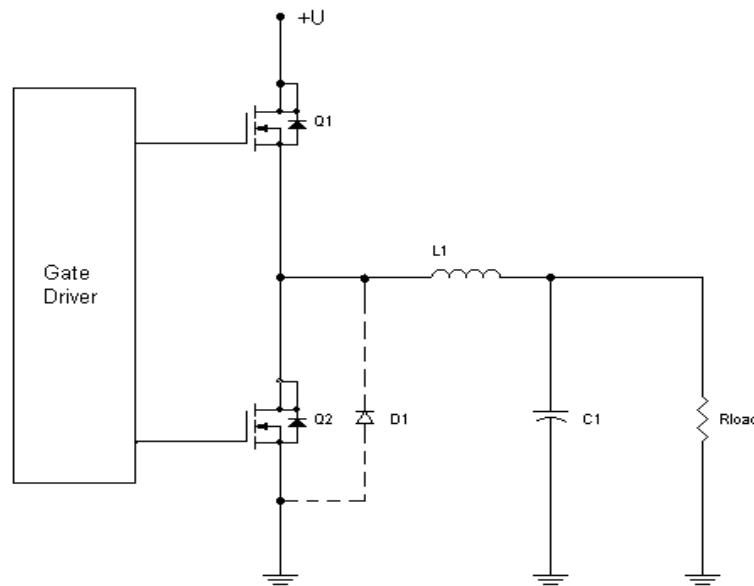 +U
Q1
L1
Gate
Driver
Q2
D1
C1
Rload